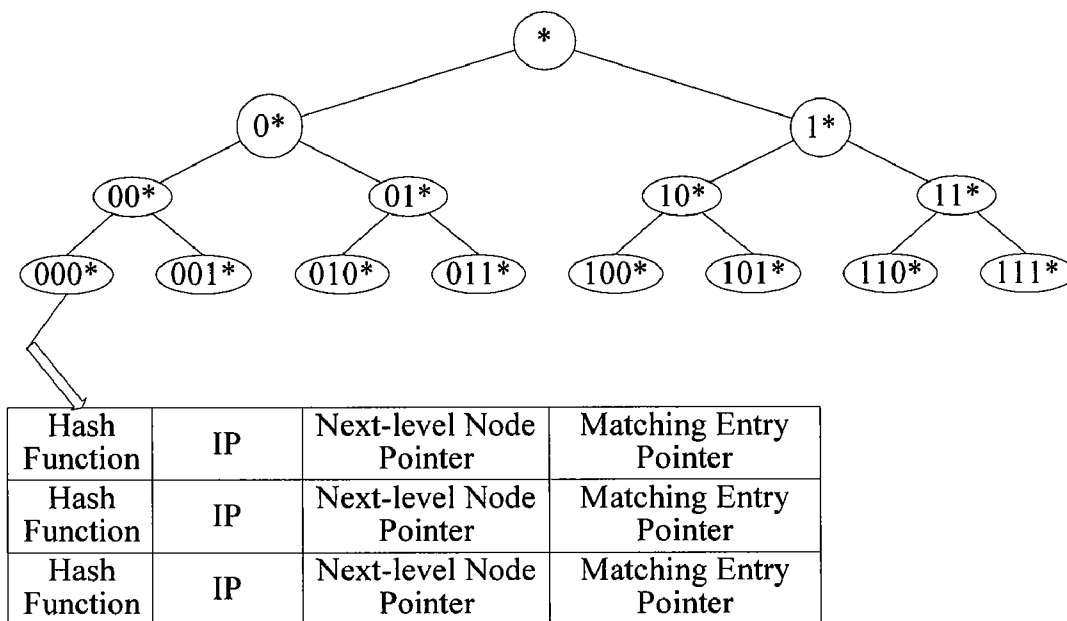 *
0* 1*
00* 01* 10* 11*
000* 001* 010* 011* 100* 101* 110* 111*
Hash Function IP Next-level Node Pointer Matching Entry Pointer
Hash Function IP Next-level Node Pointer Matching Entry Pointer
Hash Function IP Next-level Node Pointer Matching Entry Pointer